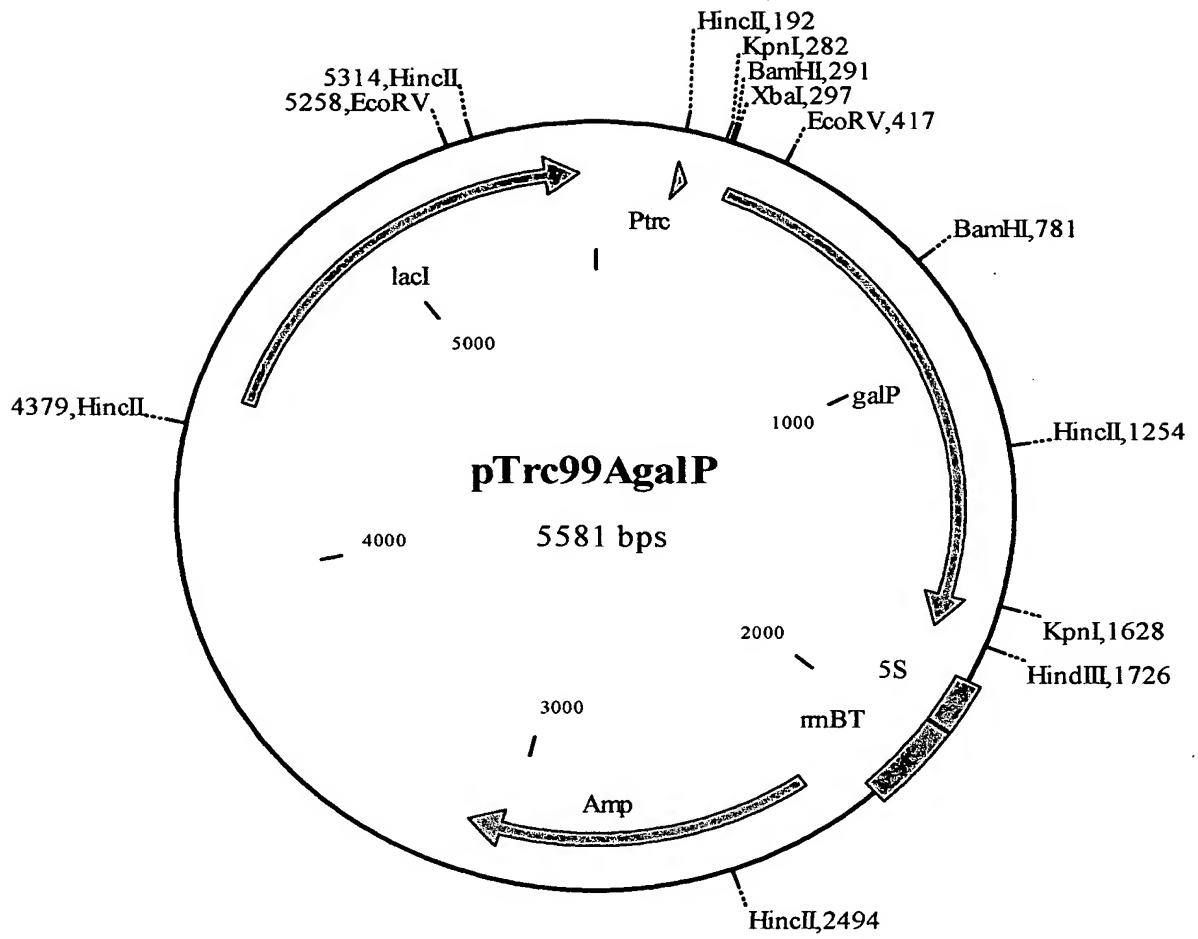 HincII,192
KpnI,282
BamHI,291
XbaI,297
EcoRV,417
5314,HincII
5258,EcoRV
Ptrc
BamHI,781
lacI
5000
4379,HincII
galP
1000
HincII,1254
pTrc99AgalP
5581 bps
4000
KpnI,1628
2000
5S
HindIII,1726
3000
rrnBT
Amp
HincII,2494